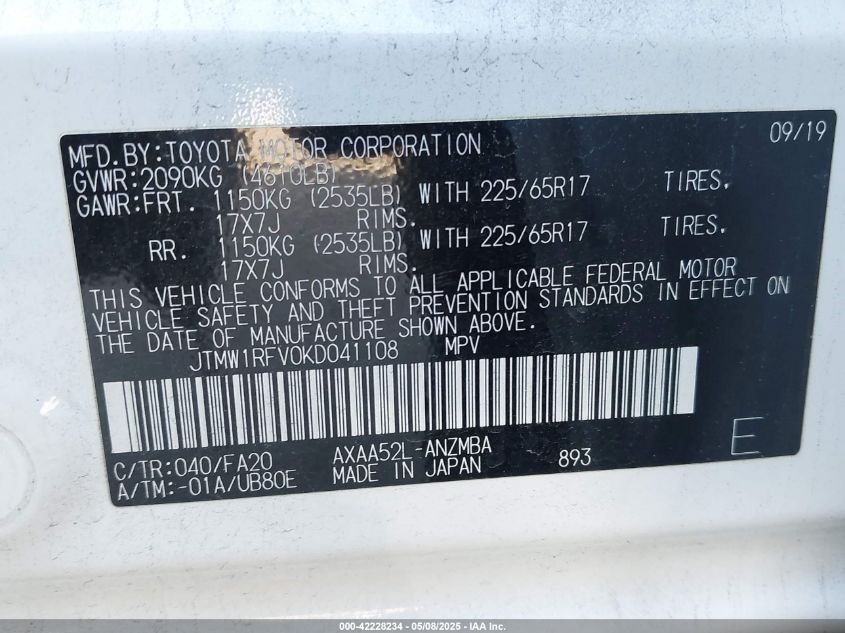 09/19
MFD.BY:TOYOTA MOTOR CORPORATION
GVWR:2090KG (4610LB)
GAWR:FRT. 1150KG (2535LB) WITH 225/65R17 TIRES.
17X7J RIMS.
RR. 1150KG (2535LB) WITH 225/65R17 TIRES.
17X7J RIMS.
THIS VEHICLE CONFORMS TO ALL APPLICABLE FEDERAL MOTOR
VEHICLE SAFETY AND THEFT PREVENTION STANDARDS IN EFFECT ON
THE DATE OF MANUFACTURE SHOWN ABOVE.
JTMW1RFV0KD041108 MPV
C/TR:040/FA20 AXAA52L-ANZMBA 893 E
A/TM:-01A/UB80E MADE IN JAPAN
000-42228234 - 05/08/2025 - IAA Inc.